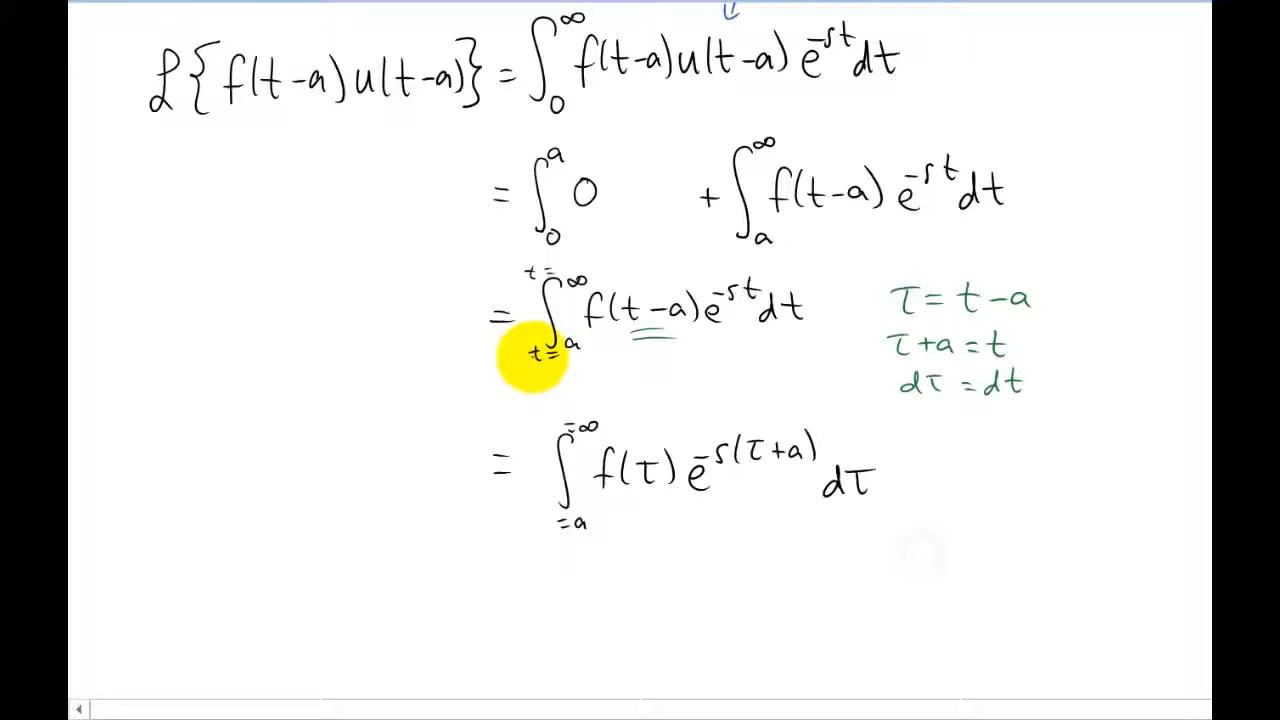 ℒ{f(t-a)u(t-a)} = ∫₀^∞ f(t-a)u(t-a) e^{-st} dt
= ∫₀^a 0 + ∫ₐ^∞ f(t-a) e^{-st} dt
= ∫_{t=a}^{t=∞} f(t-a) e^{-st} dt
τ = t-a
τ+a = t
dτ = dt
= ∫_{=a}^{=∞} f(τ) e^{-s(τ+a)} dτ